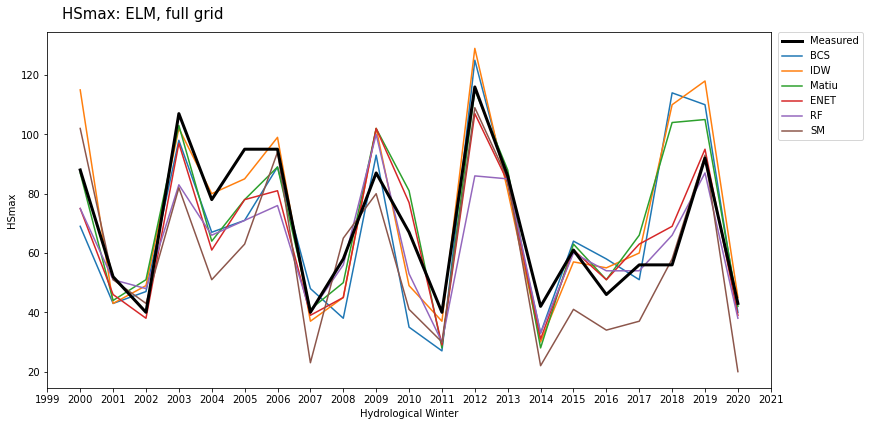 HSmax: ELM, full grid
Measured
BCS
IDW
Matiu
ENET
RF
SM
HSmax
120
100
80
60
40
20
1999 2000 2001 2002 2003 2004 2005 2006 2007 2008 2009 2010 2011 2012 2013 2014 2015 2016 2017 2018 2019 2020 2021
Hydrological Winter